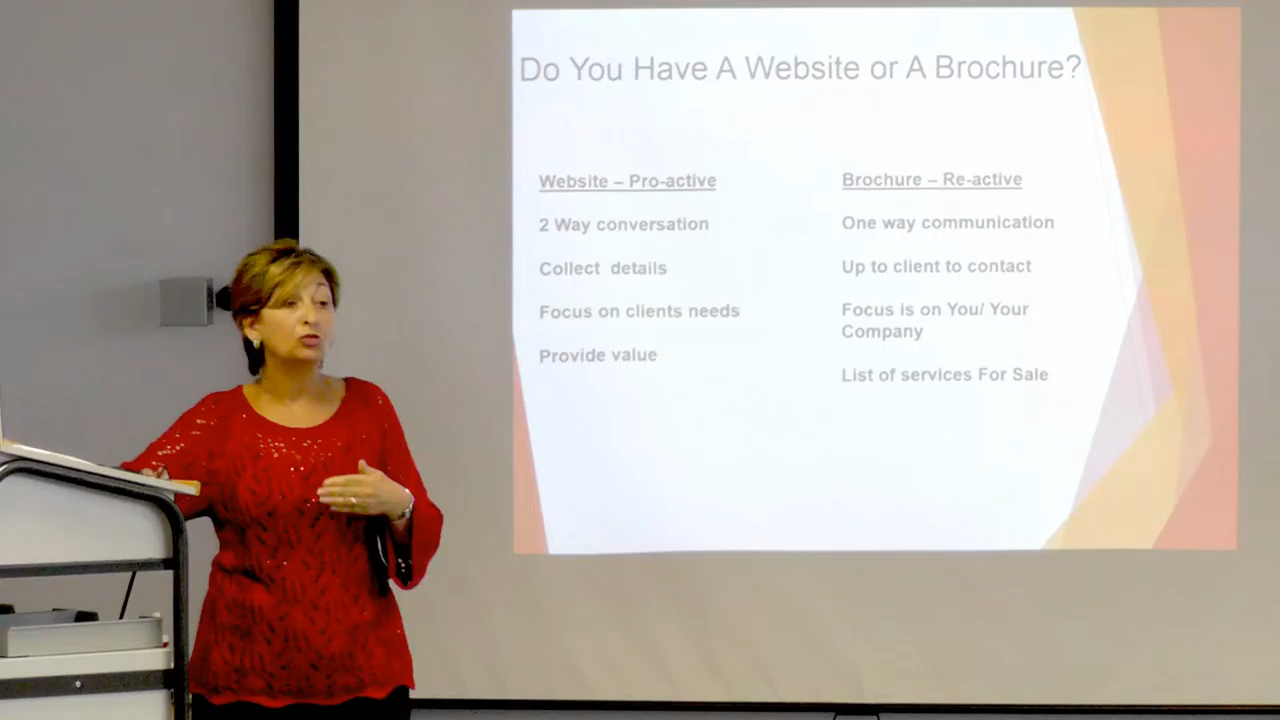 Do You Have A Website or A Brochure?
Website – Pro-active
2 Way conversation
Collect details
Focus on clients needs
Provide value
Brochure – Re-active
One way communication
Up to client to contact
Focus is on You/ Your
Company
List of services For Sale